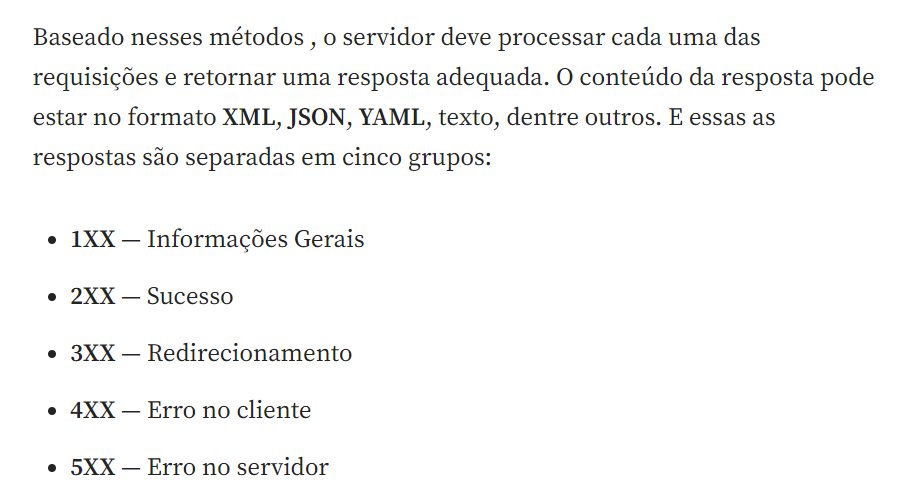 Baseado nesses métodos , o servidor deve processar cada uma das
requisições e retornar uma resposta adequada. O conteúdo da resposta pode
estar no formato XML, JSON, YAML, texto, dentre outros. E essas as
respostas são separadas em cinco grupos:
• 1XX — Informações Gerais
• 2XX — Sucesso
• 3XX — Redirecionamento
• 4XX — Erro no cliente
• 5XX — Erro no servidor